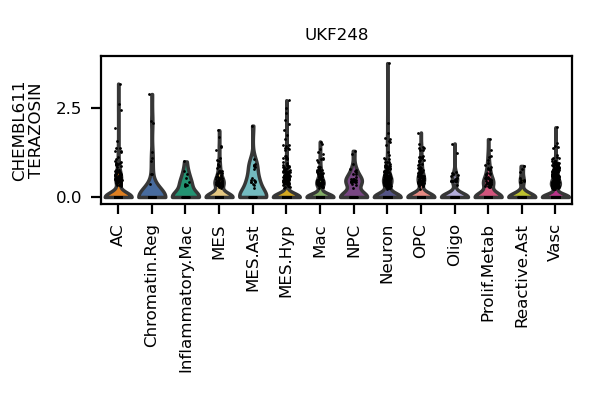 UKF248
CHEMBL611
TERAZOSIN
2.5
0.0
AC
Chromatin.Reg
Inflammatory.Mac
MES
MES.Ast
MES.Hyp
Mac
NPC
Neuron
OPC
Oligo
Prolif.Metab
Reactive.Ast
Vasc